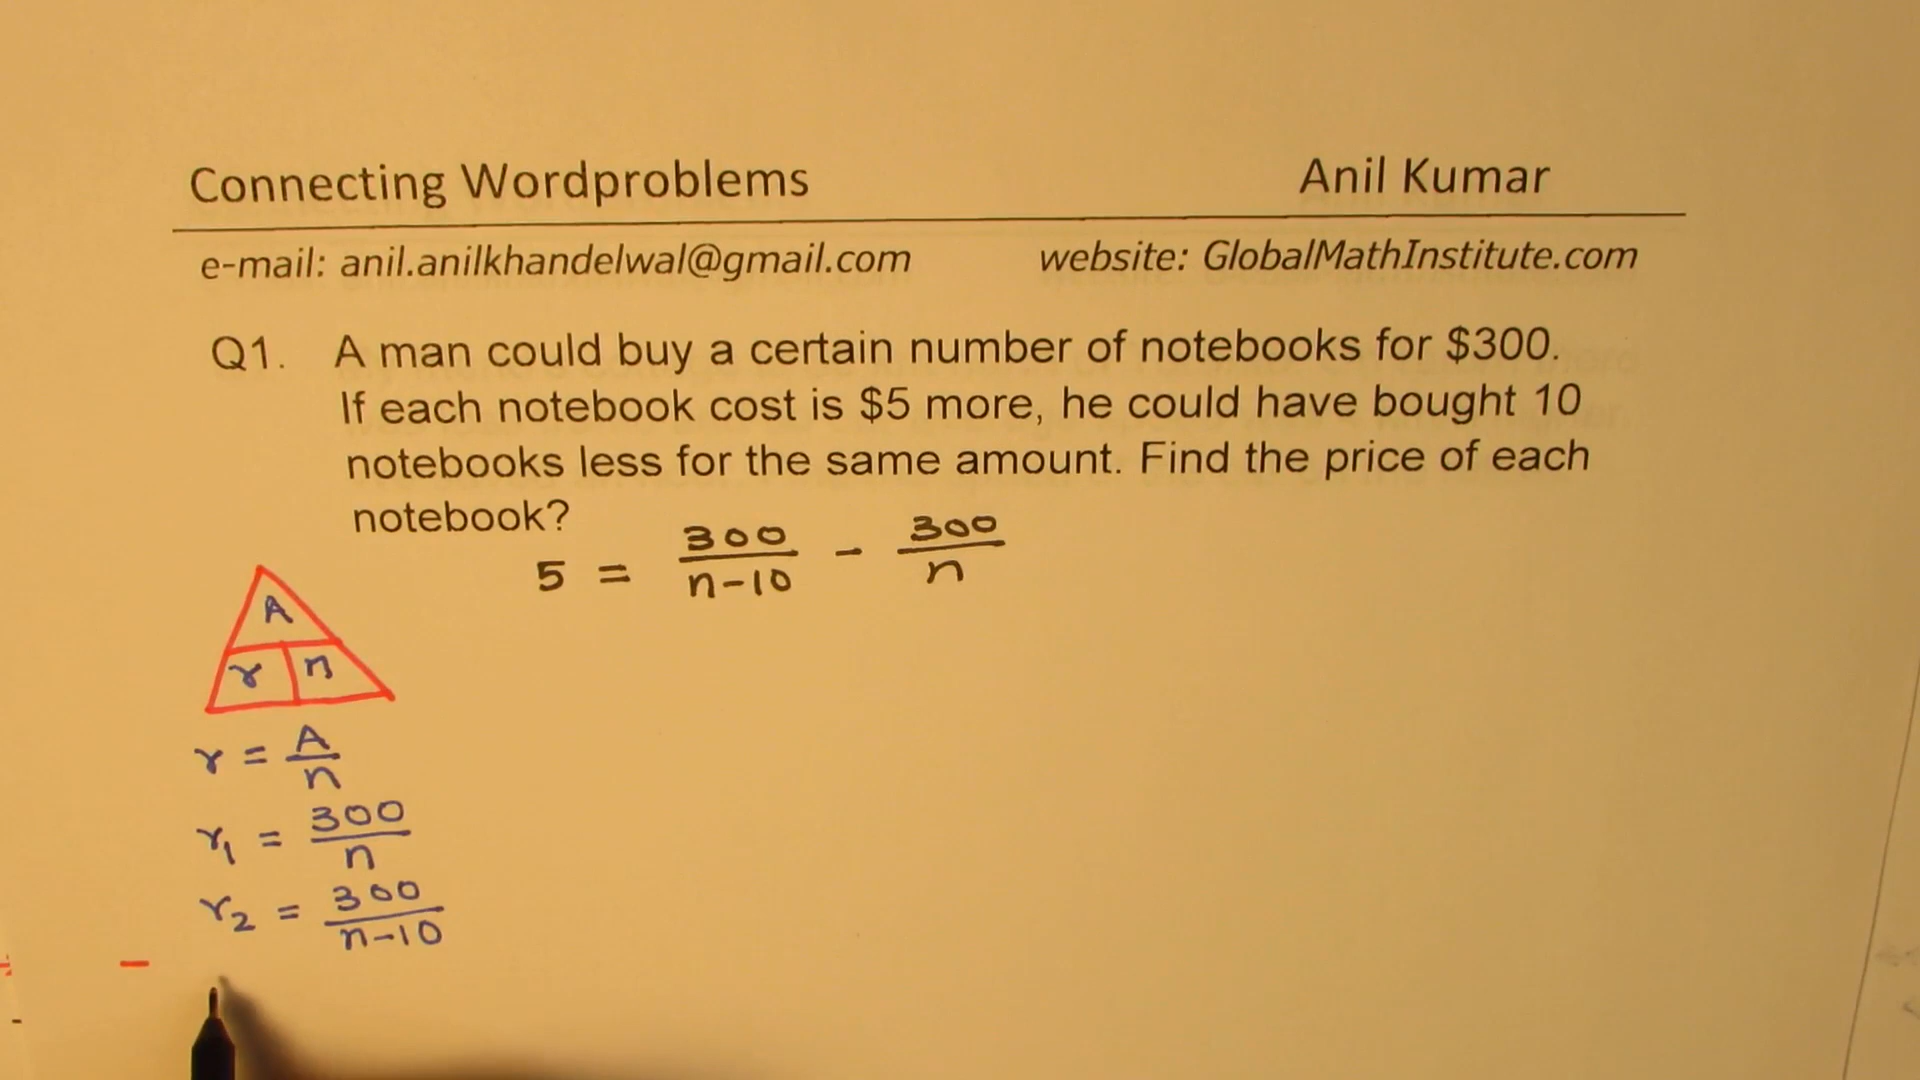 Connecting Wordproblems Anil Kumar
e-mail: anil.anilkhandelwal@gmail.com website: GlobalMathInstitute.com
Q1. A man could buy a certain number of notebooks for $300.
If each notebook cost is $5 more, he could have bought 10
notebooks less for the same amount. Find the price of each
notebook?
5 = 300/(n-10) - 300/n
A
r n
r = A/n
r₁ = 300/n
r₂ = 300/(n-10)